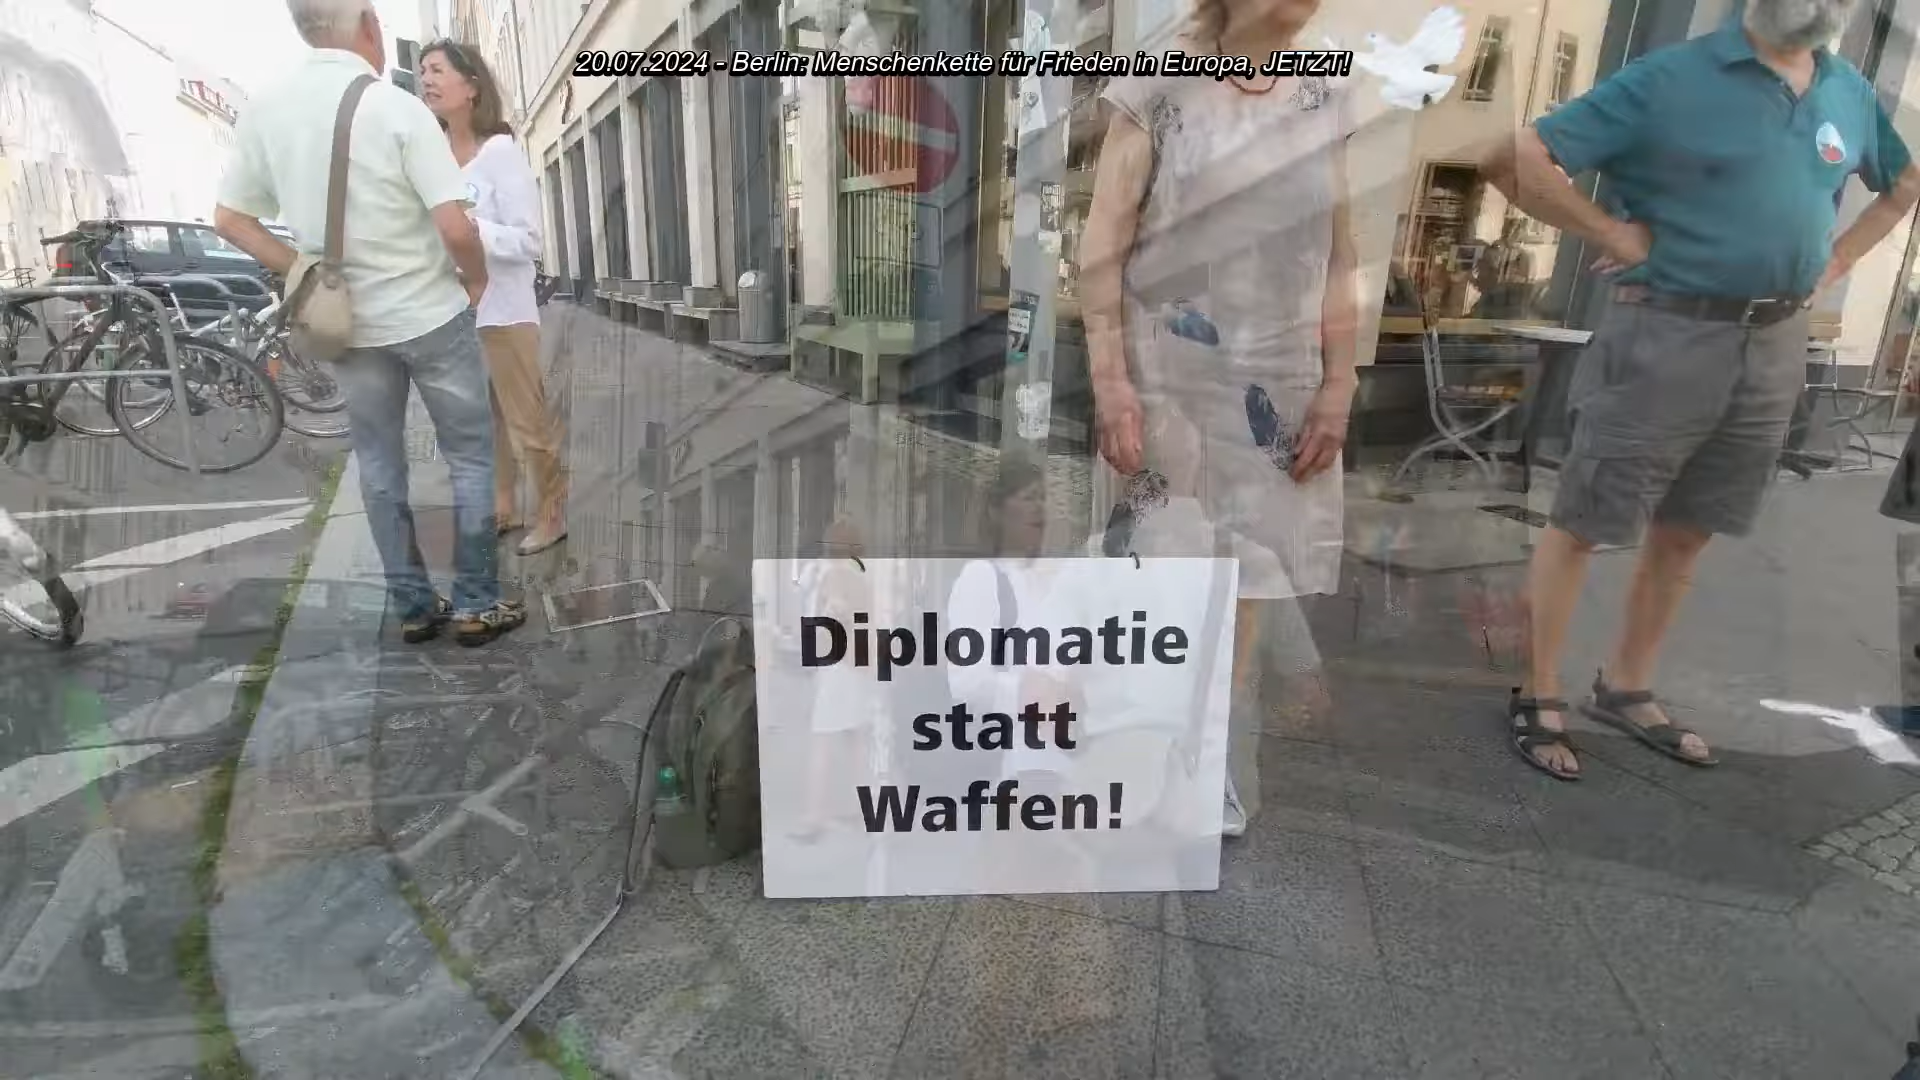 20.07.2024 - Berlin: Menschenkette für Frieden in Europa, JETZT!
Diplomatie
statt
Waffen!